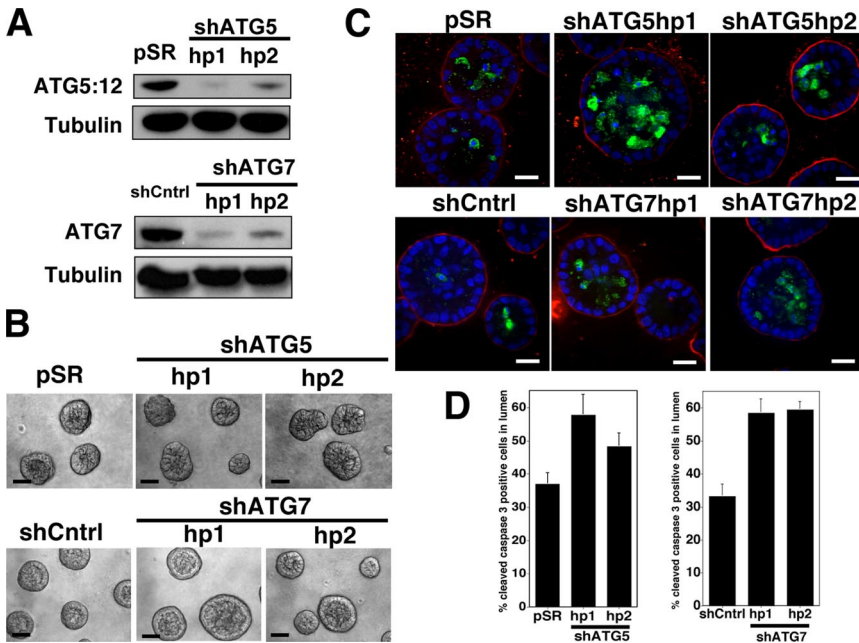 A
shATG5
pSR hp1 hp2
ATG5:12
Tubulin
shATG7
shCntrl
hp1 hp2
ATG7
Tubulin
B
shATG5
pSR hp1 hp2
shATG7
shCntrl hp1 hp2
C
pSR shATG5hp1 shATG5hp2
shCntrl shATG7hp1 shATG7hp2
D
% cleaved caspase 3 positive cells in lumen
60
50
40
30
20
10
0
pSR hp1 hp2
shATG5
% cleaved caspase 3 positive cells in lumen
60
50
40
30
20
10
0
shCntrl hp1 hp2
shATG7